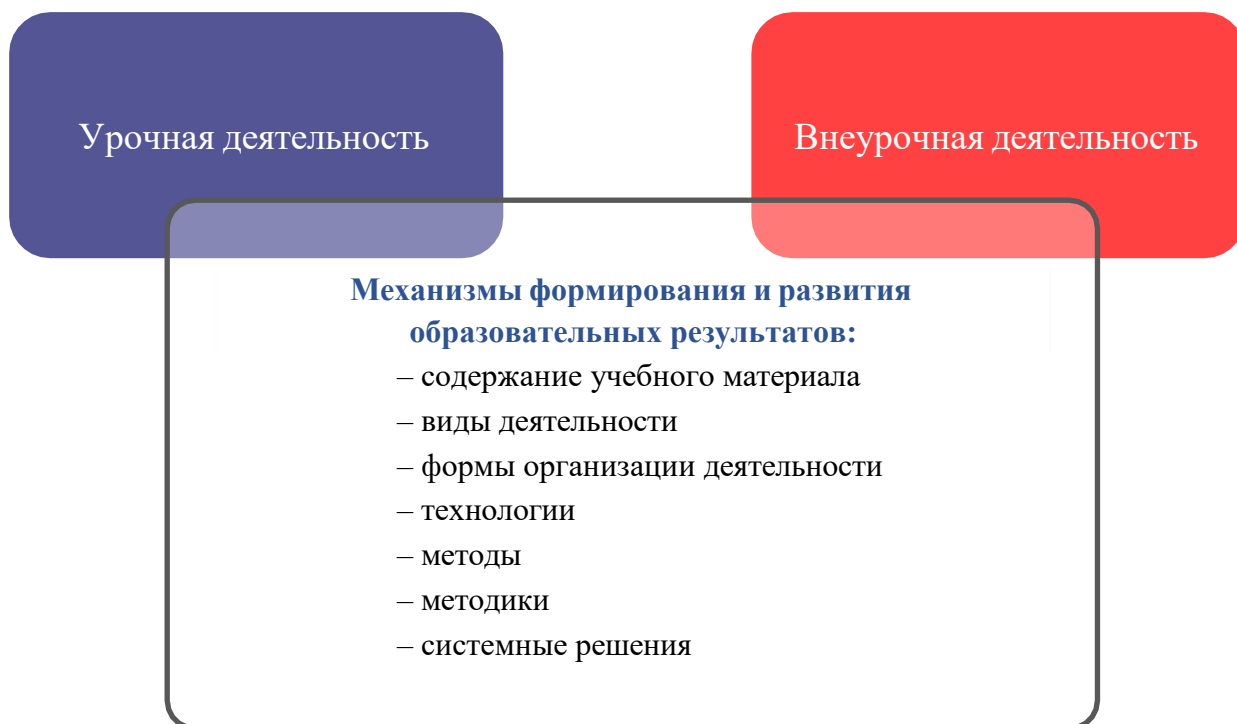 Урочная деятельность
Внеурочная деятельность
Механизмы формирования и развития
образовательных результатов:
– содержание учебного материала
– виды деятельности
– формы организации деятельности
– технологии
– методы
– методики
– системные решения